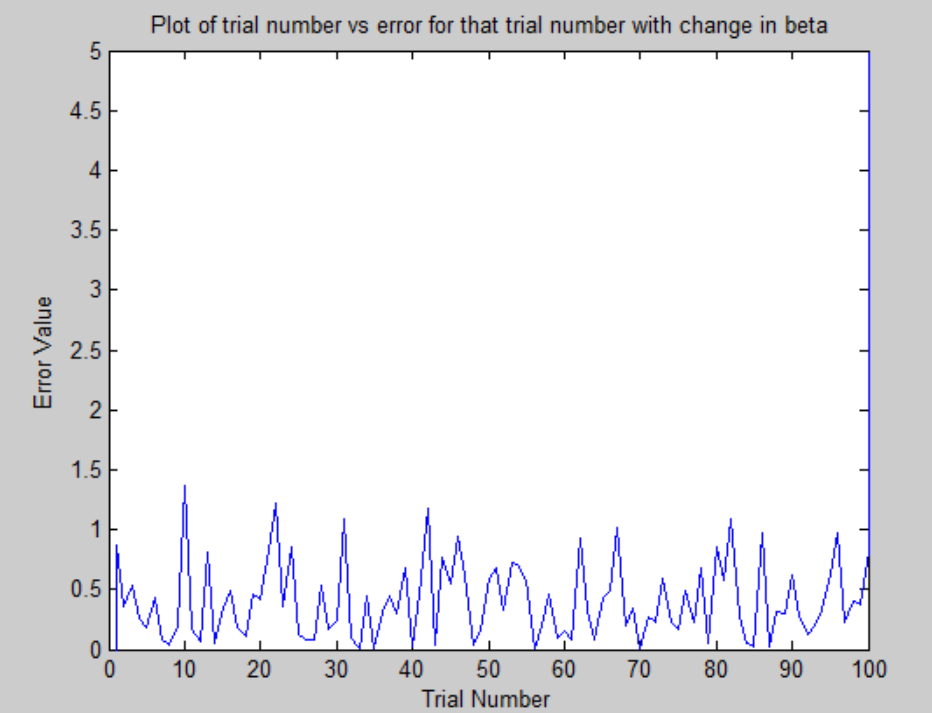 Plot of trial number vs error for that trial number with change in beta
5
4.5
4
3.5
3
2.5
2
1.5
1
0.5
0
Error Value
0 10 20 30 40 50 60 70 80 90 100
Trial Number